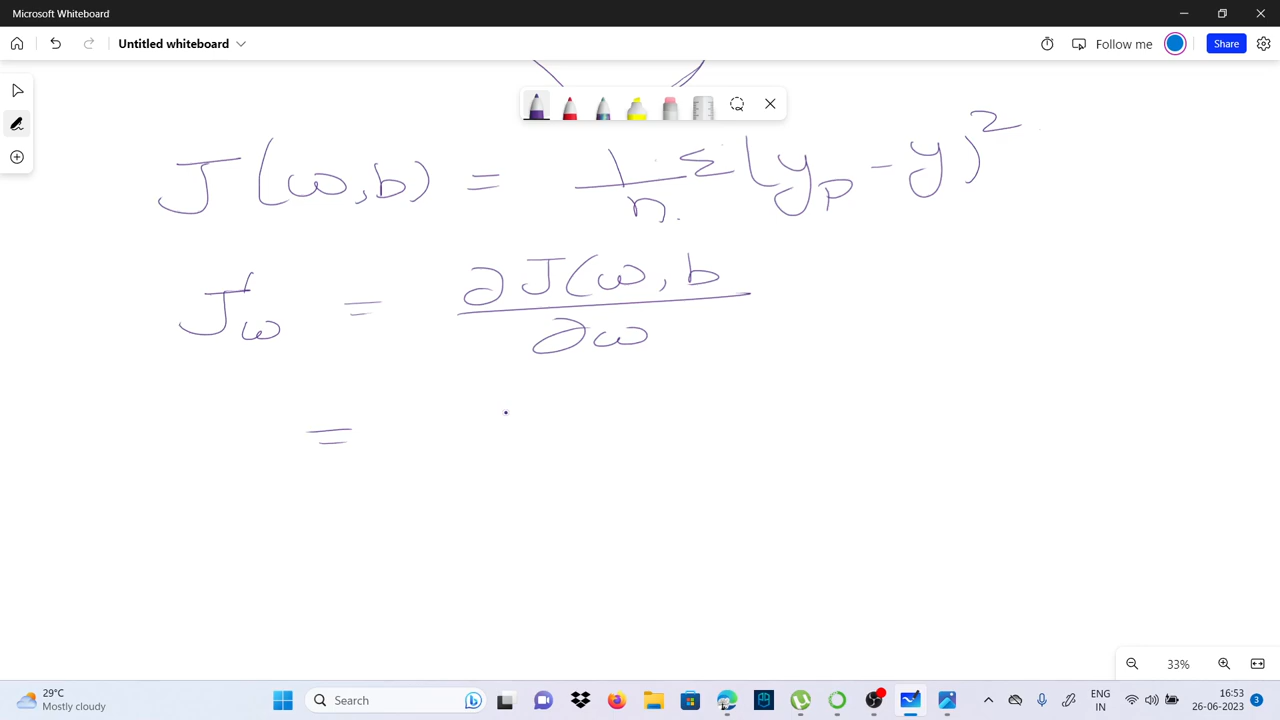 Microsoft Whiteboard
Untitled whiteboard
Follow me
Share
J(ω,b) = 1/n Σ(yp - y)²
J'ω = ∂J(ω,b / ∂ω
=
33%
29°C
Mostly cloudy
Search
ENG
IN
16:53
26-06-2023
3